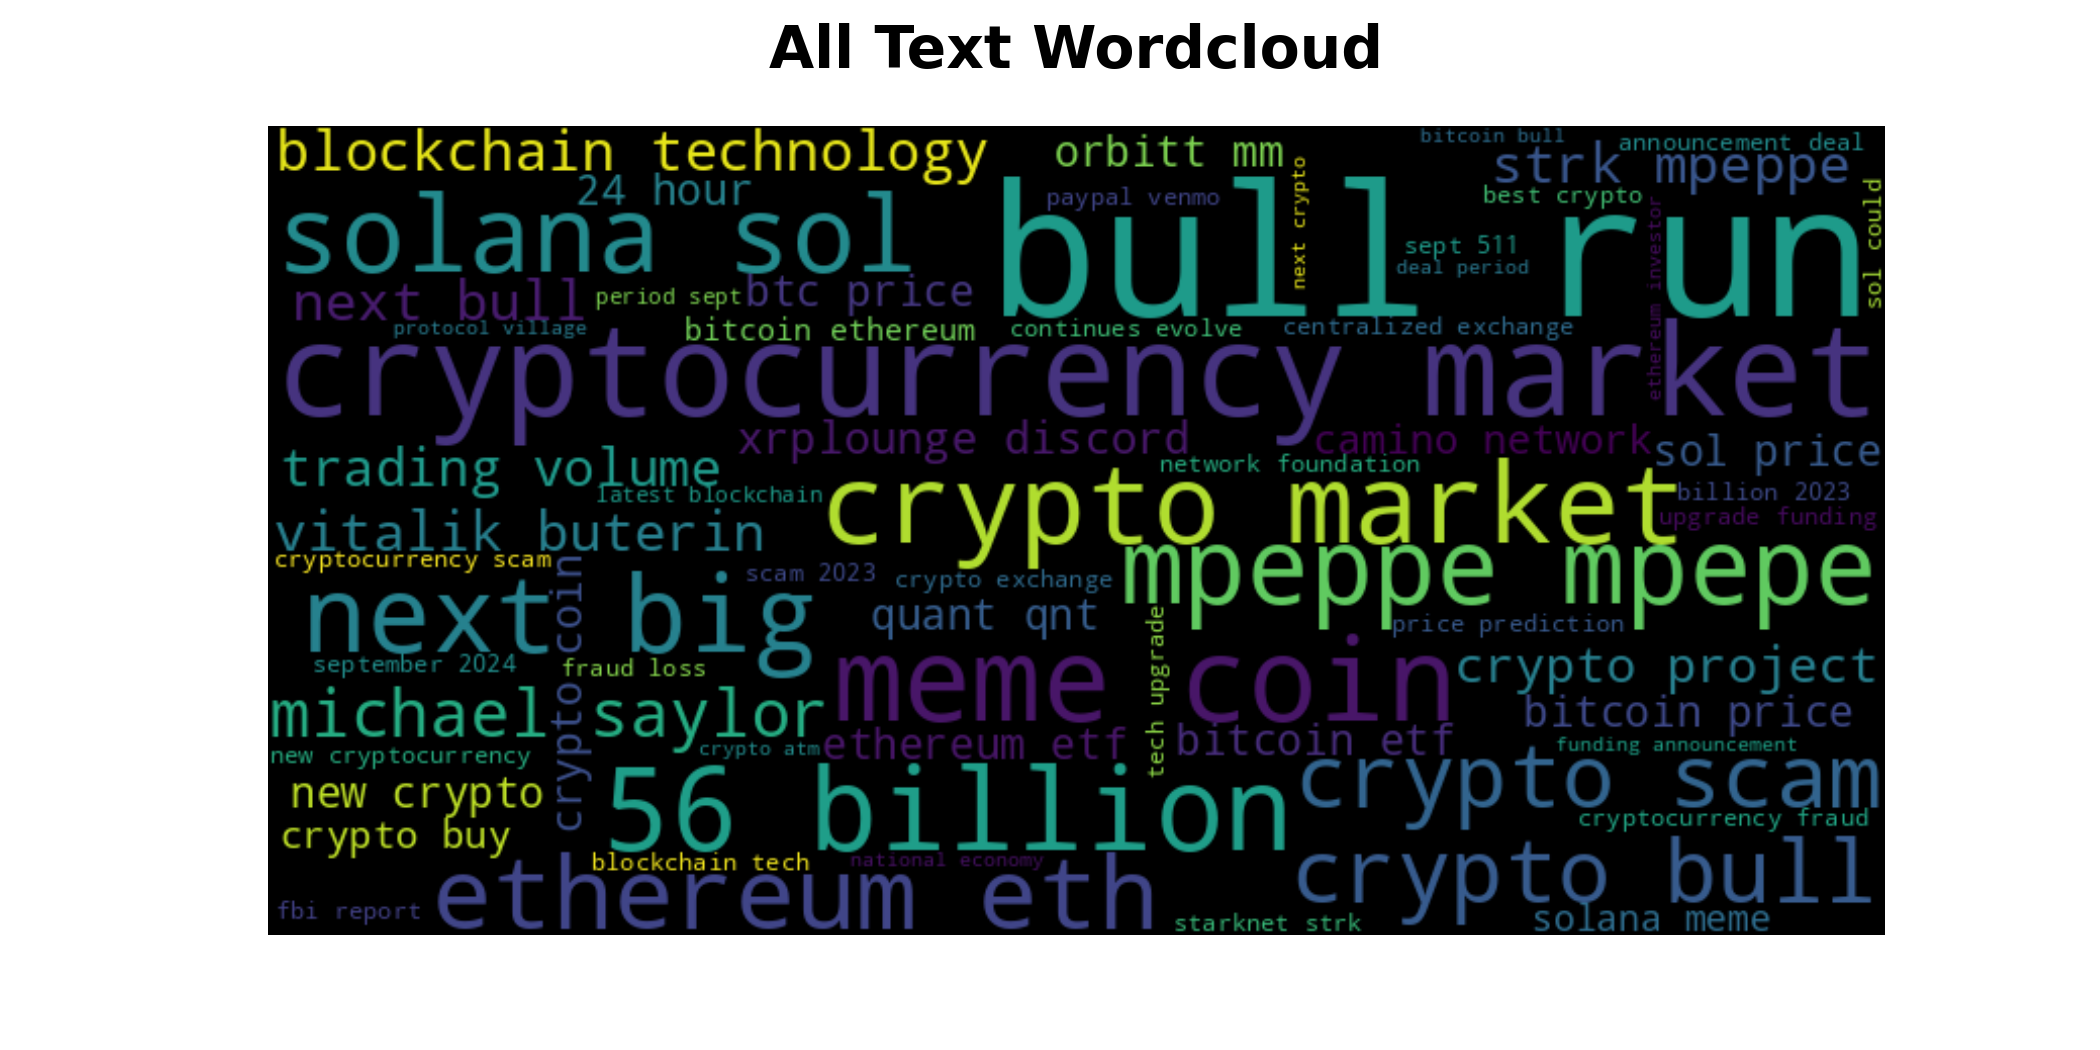 All Text Wordcloud
blockchain technology
orbitt mm
bitcoin bull
announcement deal
24 hour
paypal venmo
next crypto
strk mpeppe
best crypto
sol could
solana sol
bull run
sept 511
deal period
ethereum investor
next bull
period sept
btc price
protocol village
bitcoin ethereum
continues evolve
centralized exchange
cryptocurrency market
xrplounge discord
camino network
sol price
trading volume
network foundation
latest blockchain
crypto market
billion 2023
upgrade funding
vitalik buterin
cryptocurrency scam
crypto coin
scam 2023
crypto exchange
mpeppe mpepe
next big
quant qnt
tech upgrade
price prediction
september 2024
fraud loss
meme coin
crypto project
michael saylor
bitcoin price
new cryptocurrency
crypto atm
ethereum etf
bitcoin etf
funding announcement
new crypto
56 billion
crypto scam
cryptocurrency fraud
crypto buy
blockchain tech
national economy
crypto bull
fbi report
ethereum eth
starknet strk
solana meme